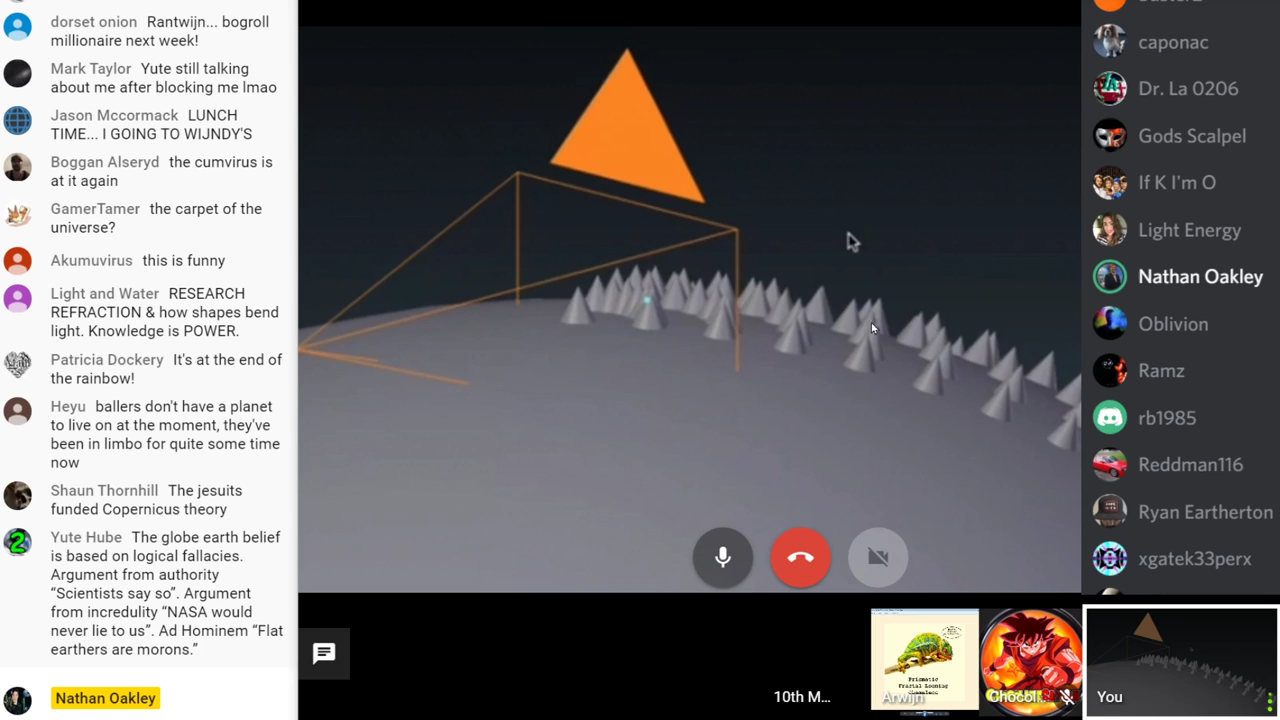 dorset onion Rantwijn... bogroll
millionaire next week!
Mark Taylor Yute still talking
about me after blocking me lmao
Jason Mccormack LUNCH
TIME... I GOING TO WIJNDY'S
Boggan Alseryd the cumvirus is
at it again
GamerTamer the carpet of the
universe?
Akumuvirus this is funny
Light and Water RESEARCH
REFRACTION & how shapes bend
light. Knowledge is POWER.
Patricia Dockery It's at the end of
the rainbow!
Heyu ballers don't have a planet
to live on at the moment, they've
been in limbo for quite some time
now
Shaun Thornhill The jesuits
funded Copernicus theory
Yute Hube The globe earth belief
is based on logical fallacies.
Argument from authority
“Scientists say so”. Argument
from incredulity “NASA would
never lie to us”. Ad Hominem “Flat
earthers are morons.”
Nathan Oakley
caponac
Dr. La 0206
Gods Scalpel
If K I'm O
Light Energy
Nathan Oakley
Oblivion
Ramz
rb1985
Reddman116
Ryan Eartherton
xgatek33perx
10th M...
Prismatic
Fractal Zooming
Arwijn
Chocol...
You